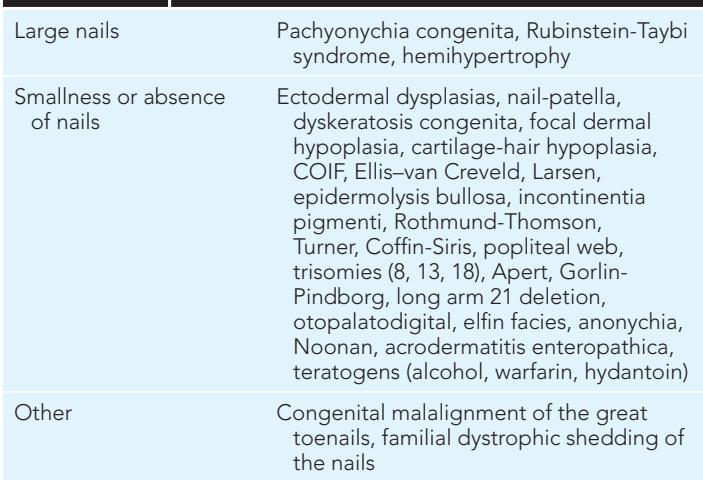 Large nails Pachyonychia congenita, Rubinstein-Taybi
syndrome, hemihypertrophy
Smallness or absence Ectodermal dysplasias, nail-patella,
of nails dyskeratosis congenita, focal dermal
hypoplasia, cartilage-hair hypoplasia,
COIF, Ellis–van Creveld, Larsen,
epidermolysis bullosa, incontinentia
pigmenti, Rothmund-Thomson,
Turner, Coffin-Siris, popliteal web,
trisomies (8, 13, 18), Apert, Gorlin-
Pindborg, long arm 21 deletion,
otopalatodigital, elfin facies, anonychia,
Noonan, acrodermatitis enteropathica,
teratogens (alcohol, warfarin, hydantoin)
Other Congenital malalignment of the great
toenails, familial dystrophic shedding of
the nails